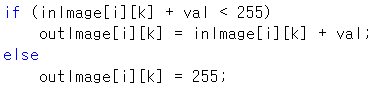 if (inImage[i][k] + val < 255)
    outImage[i][k] = inImage[i][k] + val;
else
    outImage[i][k] = 255;